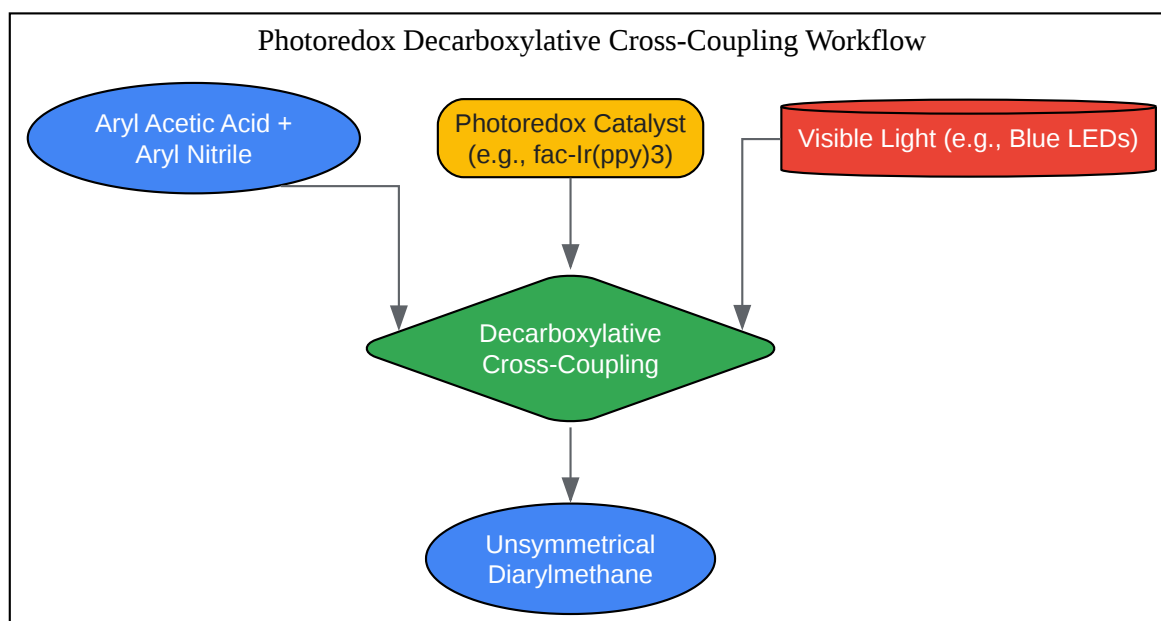 Photoredox Decarboxylative Cross-Coupling Workflow
Aryl Acetic Acid +
Aryl Nitrile
Photoredox Catalyst
(e.g., fac-Ir(ppy)3)
Visible Light (e.g., Blue LEDs)
Decarboxylative
Cross-Coupling
Unsymmetrical
Diarylmethane